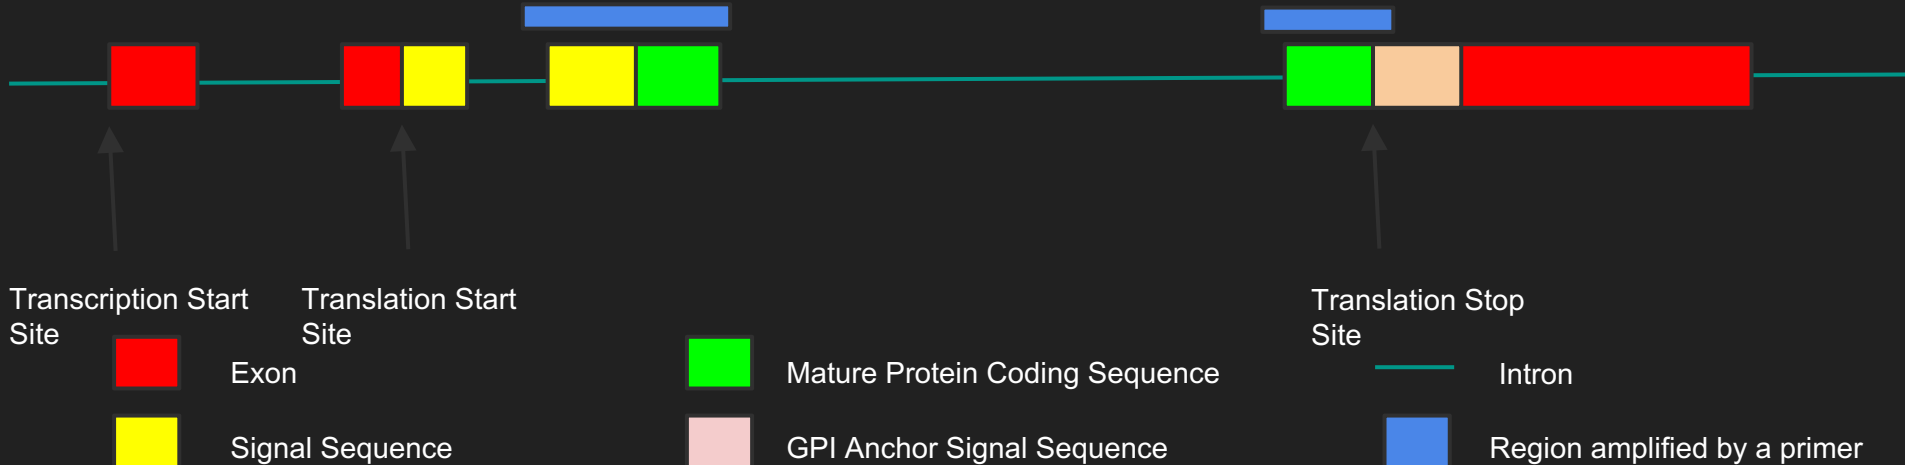 Transcription Start
Site
Translation Start
Site
Translation Stop
Site
Exon
Mature Protein Coding Sequence
Intron
Signal Sequence
GPI Anchor Signal Sequence
Region amplified by a primer